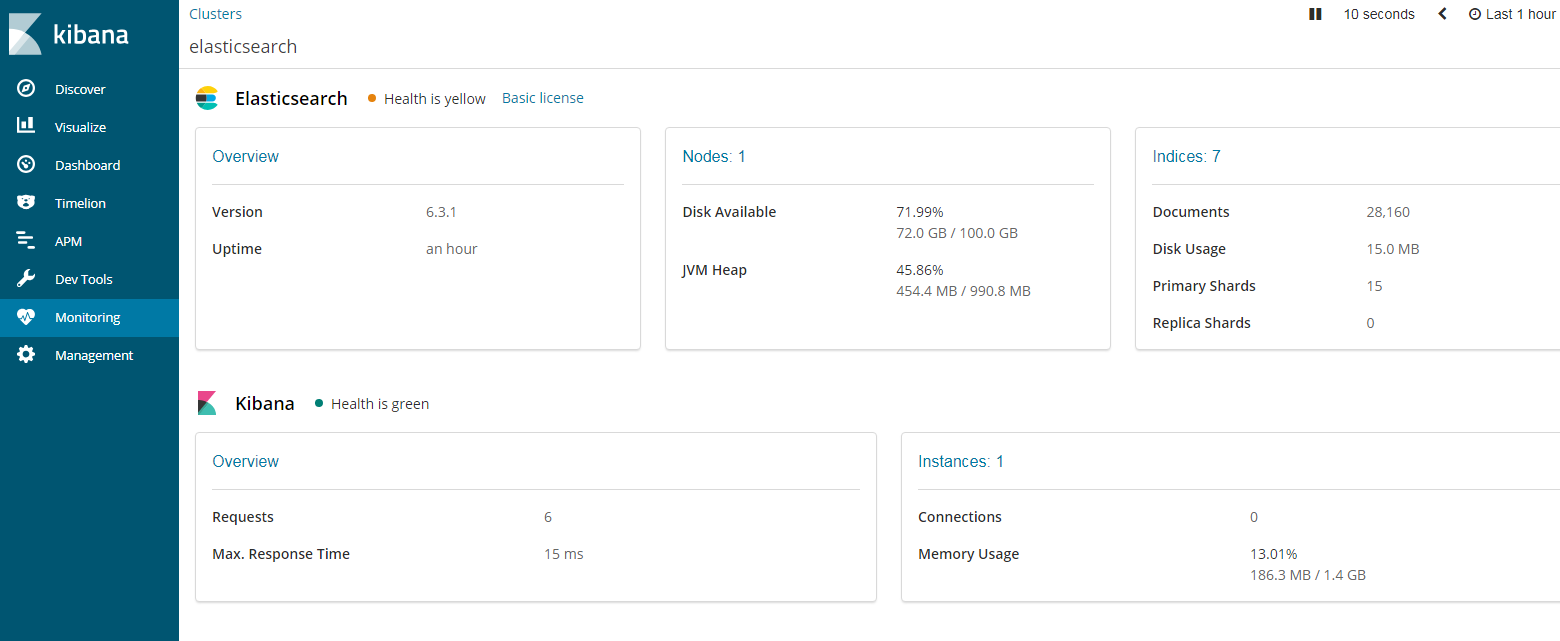 kibana
Discover
Visualize
Dashboard
Timelion
APM
Dev Tools
Monitoring
Management
Clusters
10 seconds Last 1 hour
elasticsearch
Elasticsearch Health is yellow Basic license
Overview
Version 6.3.1
Uptime an hour
Nodes: 1
Disk Available 71.99%
72.0 GB / 100.0 GB
JVM Heap 45.86%
454.4 MB / 990.8 MB
Indices: 7
Documents 28,160
Disk Usage 15.0 MB
Primary Shards 15
Replica Shards 0
Kibana Health is green
Overview
Requests 6
Max. Response Time 15 ms
Instances: 1
Connections 0
Memory Usage 13.01%
186.3 MB / 1.4 GB